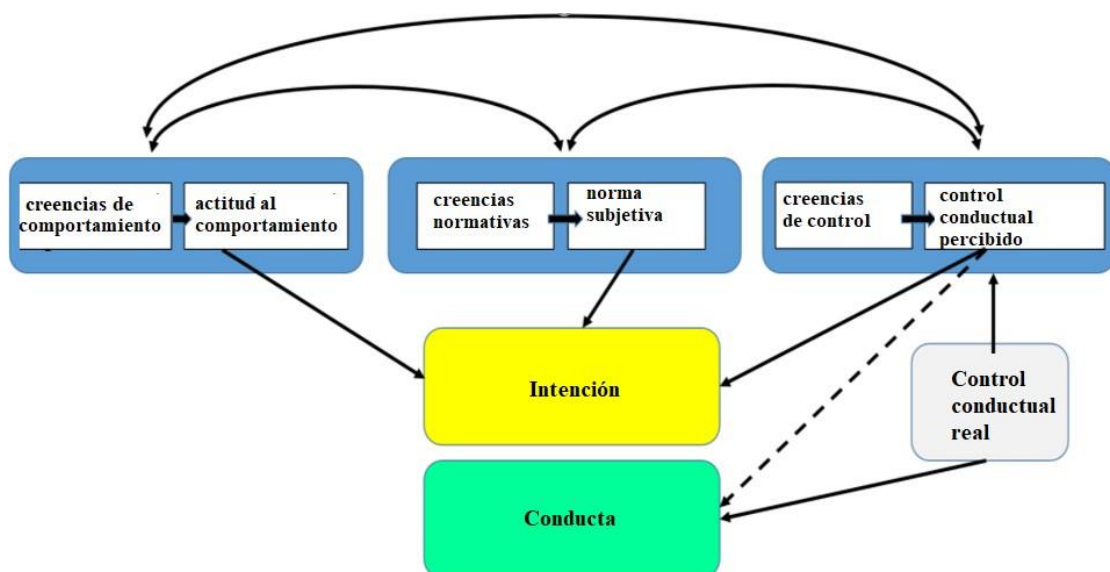 creencias de
comportamiento
actitud al
comportamiento
creencias
normativas
norma
subjetiva
creencias
de control
control
conductual
percibido
Intención
Control
conductual
real
Conducta